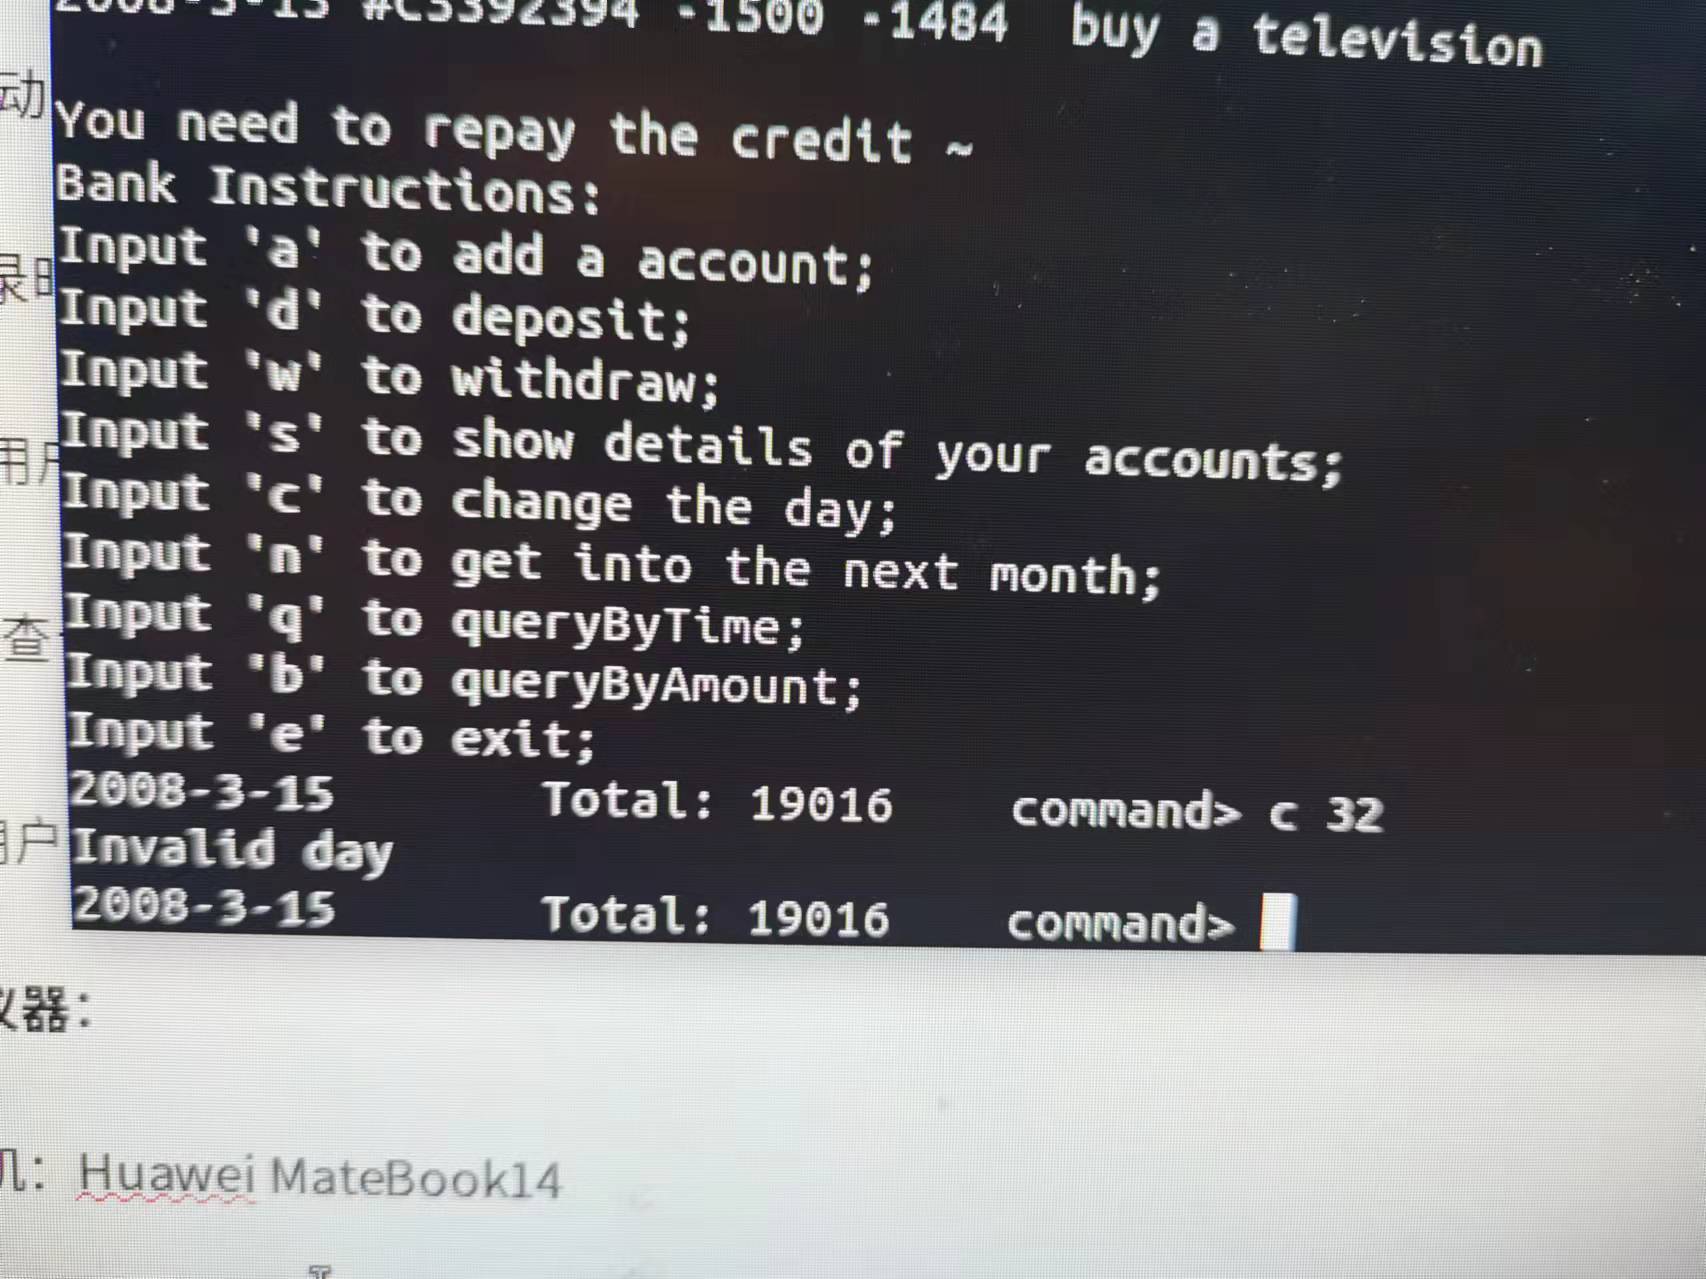 2008-3-15 #C5392394 -1500 -1484 buy a television
动
You need to repay the credit ~
Bank Instructions:
Input 'a' to add a account;
Input 'd' to deposit;
Input 'w' to withdraw;
Input 's' to show details of your accounts;
用户
Input 'c' to change the day;
Input 'n' to get into the next month;
Input 'q' to queryByTime;
查
Input 'b' to queryByAmount;
Input 'e' to exit;
2008-3-15 Total: 19016 command> c 32
户
Invalid day
2008-3-15 Total: 19016 command>
器：
机：Huawei MateBook14